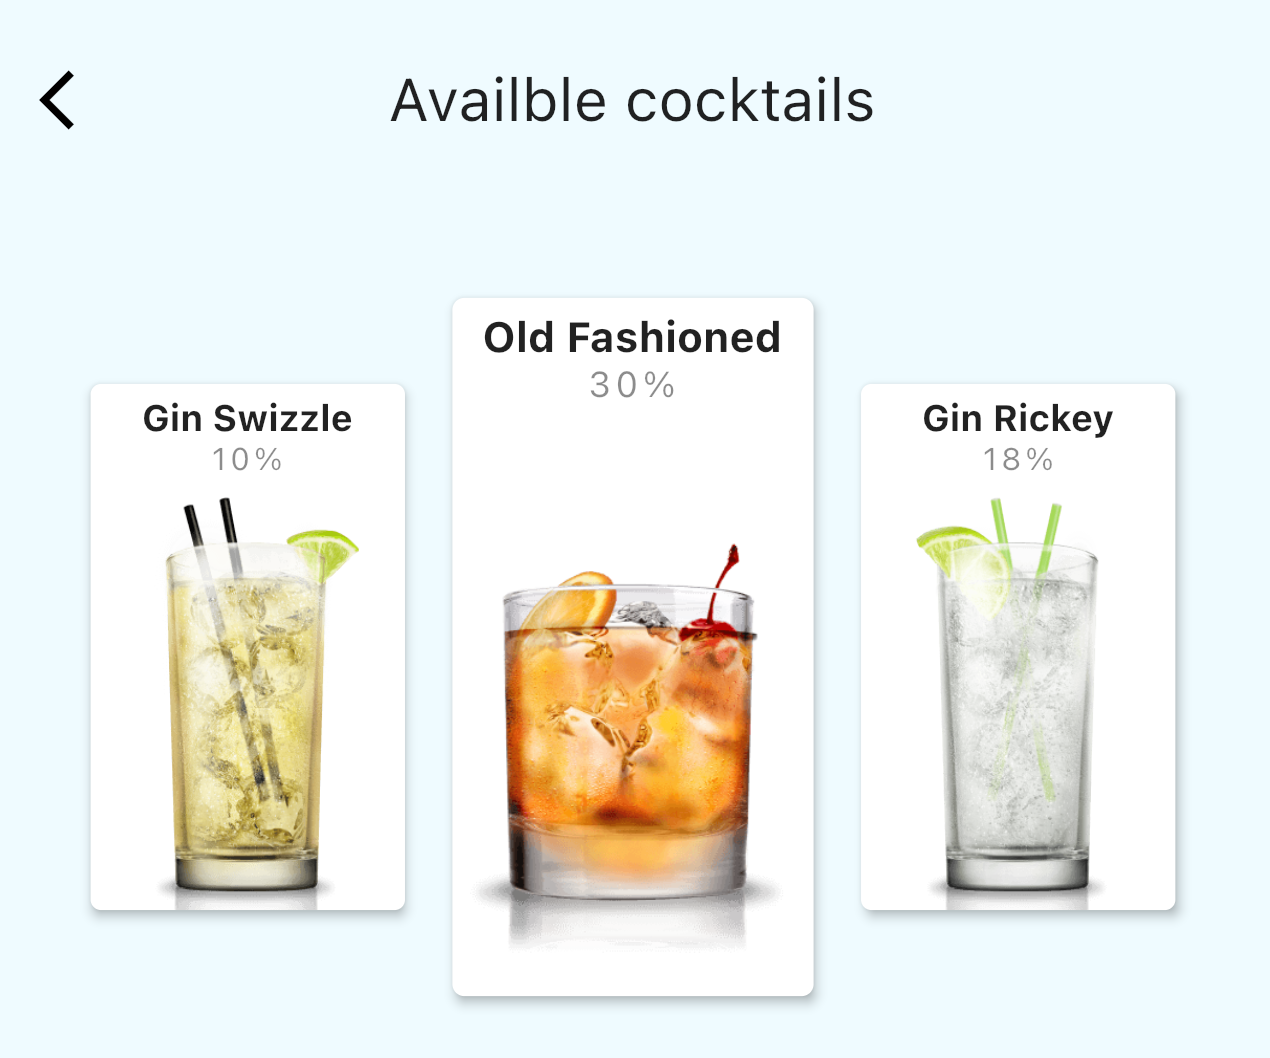 Availble cocktails
Gin Swizzle
10%
Old Fashioned
30%
Gin Rickey
18%